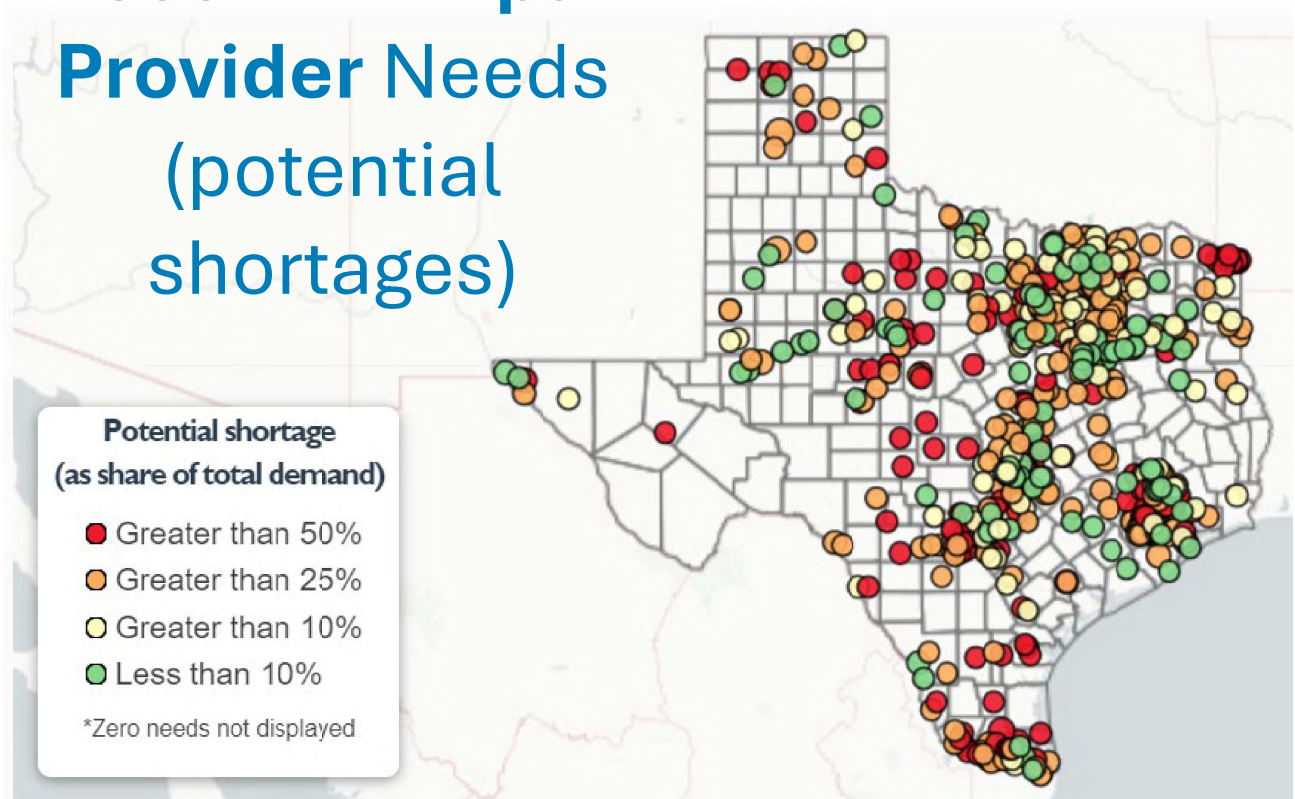 Provider Needs
(potential
shortages)
Potential shortage
(as share of total demand)
Greater than 50%
Greater than 25%
Greater than 10%
Less than 10%
*Zero needs not displayed